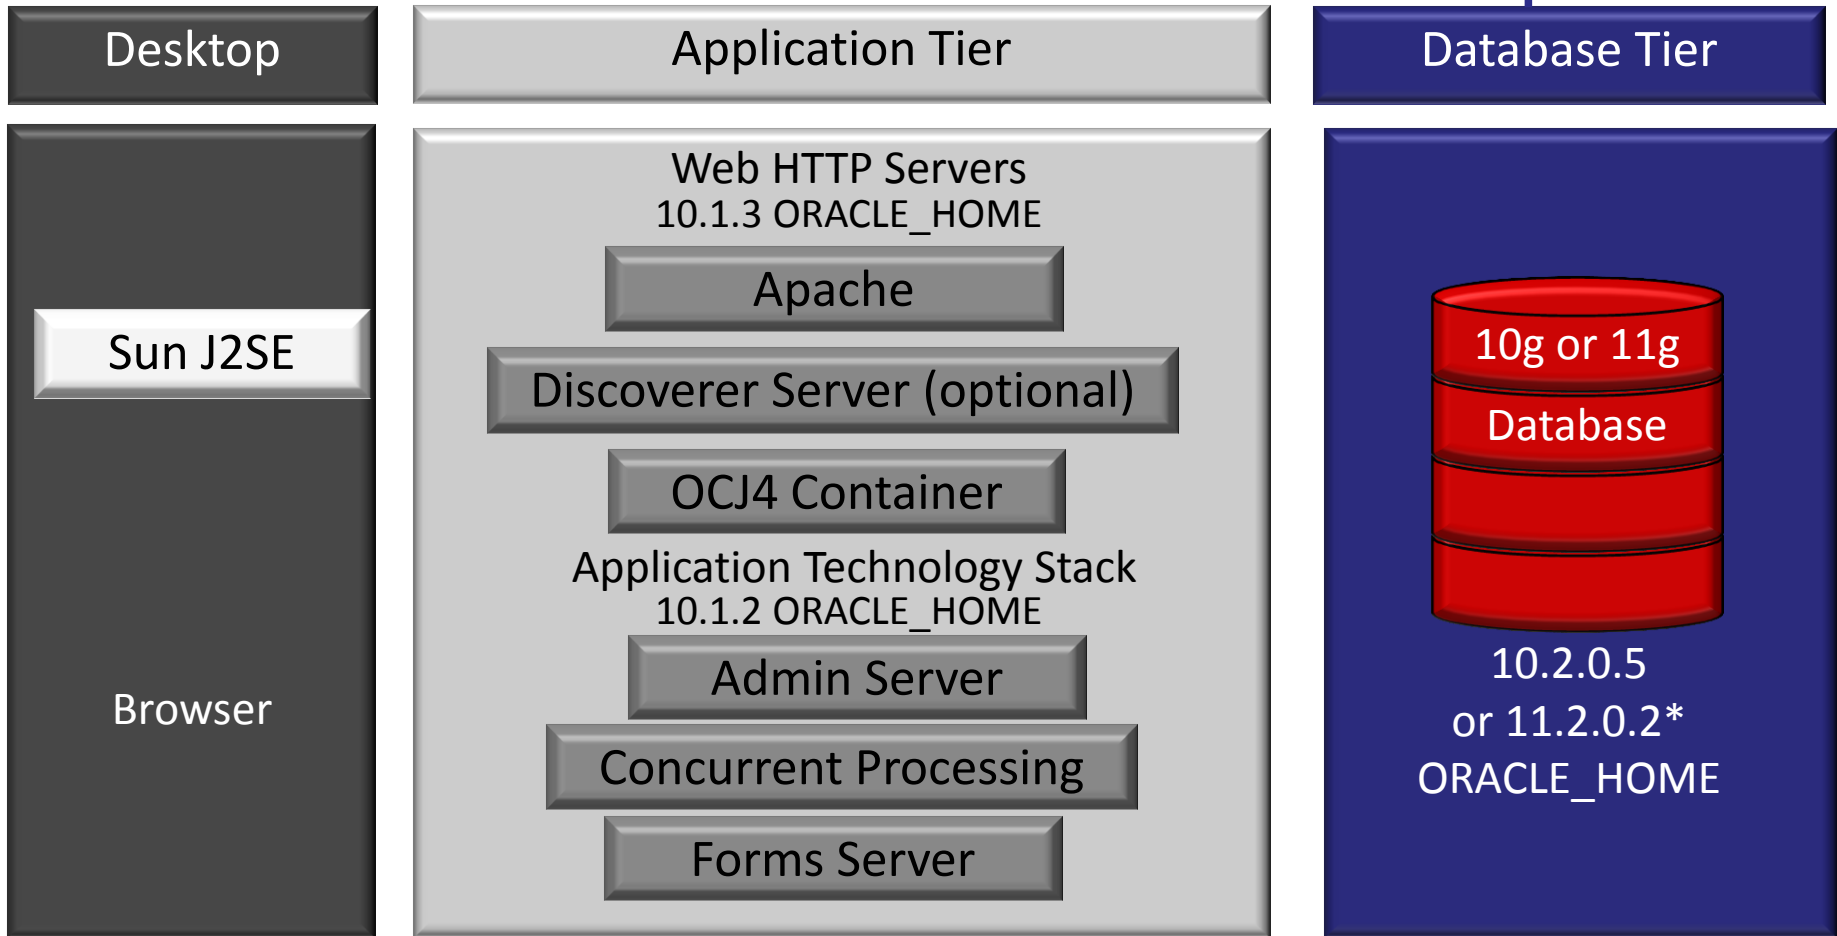 Desktop
Application Tier
Database Tier
Sun J2SE
Browser
Web HTTP Servers
10.1.3 ORACLE_HOME
Apache
Discoverer Server (optional)
OCJ4 Container
Application Technology Stack
10.1.2 ORACLE_HOME
Admin Server
Concurrent Processing
Forms Server
10g or 11g
Database
10.2.0.5
or 11.2.0.2*
ORACLE_HOME